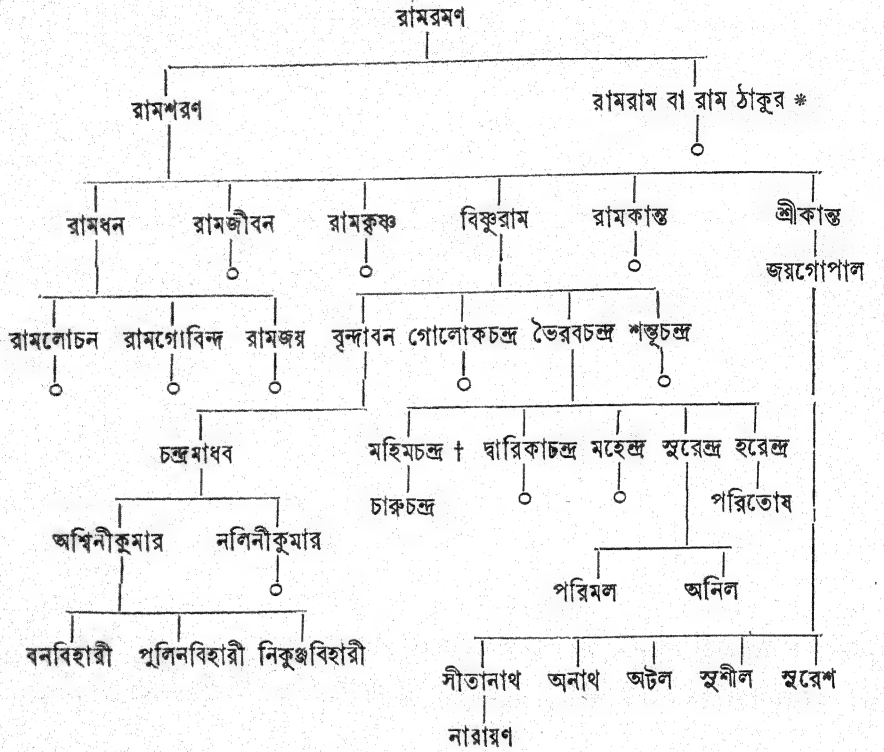 রামরমণ
রামশরণ রামরাম বা রাম ঠাকুর *
রামধন রামজীবন রামকৃষ্ণ বিষ্ণুরাম রামকান্ত শ্রীকান্ত
জয়গোপাল
রামলোচন রামগোবিন্দ রামজয় বৃন্দাবন গোলোকচন্দ্র ভৈরবচন্দ্র শম্ভূচন্দ্র
চন্দ্রমাধব মহিমচন্দ্র † দ্বারিকাচন্দ্র মহেন্দ্র সুরেন্দ্র হরেন্দ্র
চারুচন্দ্র পরিতোষ
অশ্বিনীকুমার নলিনীকুমার
পরিমল অনিল
বনবিহারী পুলিনবিহারী নিকুঞ্জবিহারী
সীতানাথ অনাথ অটল সুশীল সুরেশ
নারায়ণ